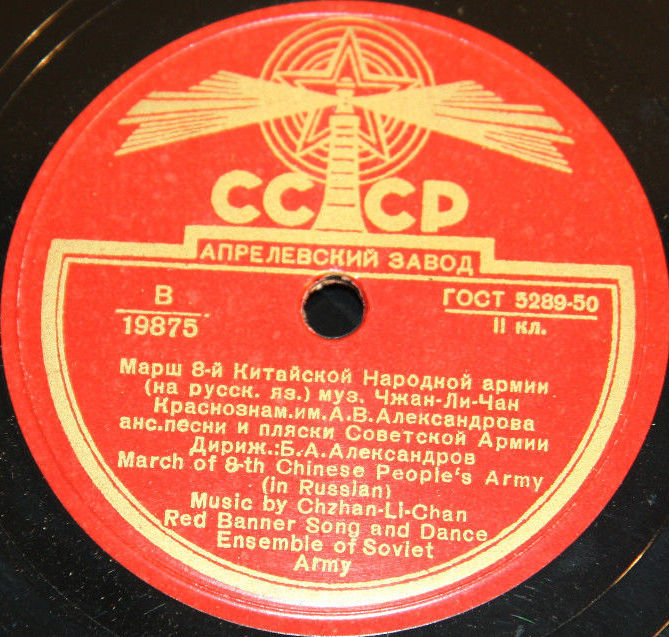 СССР
АПРЕЛЕВСКИЙ ЗАВОД
В
19875
ГОСТ 5289-50
II кл.
Марш 8-й Китайской Народной армии
(на русск. яз.) муз. Чжан-Ли-Чан
Краснознам.им.А.В.Александрова
анс.песни и пляски Советской Армии
Дириж.:Б.А.Александров
March of 8-th Chinese People's Army
(in Russian)
Music by Chzhan-Li-Chan
Red Banner Song and Dance
Ensemble of Soviet
Army